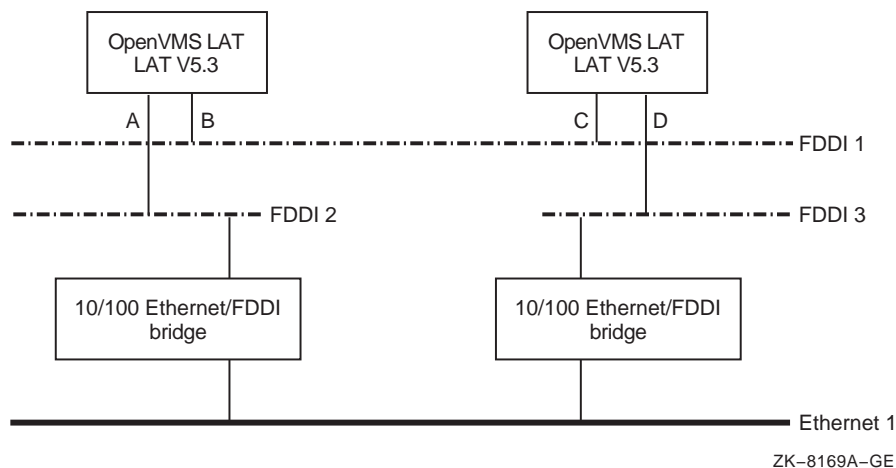 OpenVMS LAT
LAT V5.3
OpenVMS LAT
LAT V5.3
A
B
C
D
FDDI 1
FDDI 2
FDDI 3
10/100 Ethernet/FDDI
bridge
10/100 Ethernet/FDDI
bridge
Ethernet 1
ZK−8169A−GE